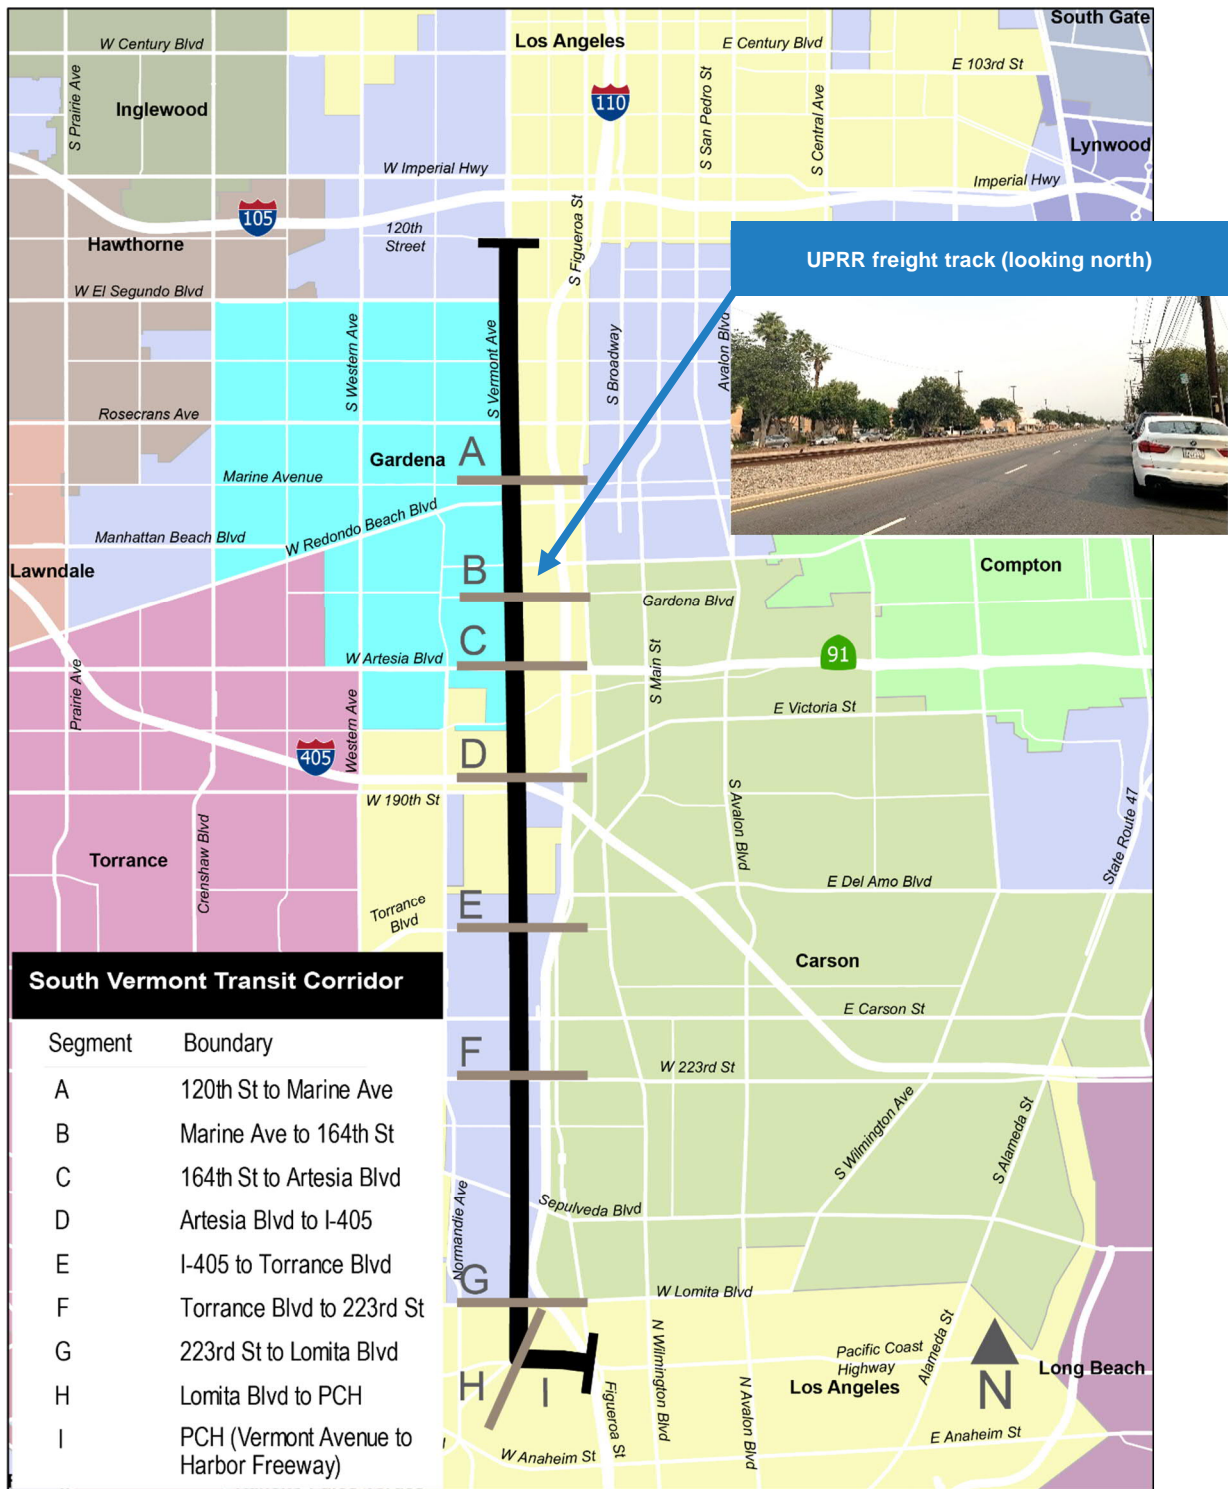 South Gate
W Century Blvd
Los Angeles
E Century Blvd
E 103rd St
S Prairie Ave
Inglewood
110
S San Pedro St
S Central Ave
Lynwood
W Imperial Hwy
Imperial Hwy
105
120th
Street
S Figueroa St
Hawthorne
UPRR freight track (looking north)
W El Segundo Blvd
S Western Ave
S Vermont Ave
S Broadway
Avalon Blvd
Rosecrans Ave
A
Gardena
Marine Avenue
W Redondo Beach Blvd
Manhattan Beach Blvd
Lawndale
B
Compton
Gardena Blvd
C
W Artesia Blvd
S Main St
91
Prairie Ave
Western Ave
E Victoria St
405
D
W 190th St
S Avalon Blvd
State Route 47
Torrance
Crenshaw Blvd
E Del Amo Blvd
Torrance
Blvd
E
Carson
South Vermont Transit Corridor
E Carson St
Segment Boundary
F
W 223rd St
A 120th St to Marine Ave
B Marine Ave to 164th St
C 164th St to Artesia Blvd
D Artesia Blvd to I-405
E I-405 to Torrance Blvd
F Torrance Blvd to 223rd St
G 223rd St to Lomita Blvd
H Lomita Blvd to PCH
I PCH (Vermont Avenue to
Harbor Freeway)
S Wilmington Ave
S Alameda St
Normandie Ave
Sepulveda Blvd
G
W Lomita Blvd
N Wilmington Blvd
Alameda St
Pacific Coast
Highway
Long Beach
H
I
Figueroa St
N Avalon Blvd
Los Angeles
N
W Anaheim St
E Anaheim St